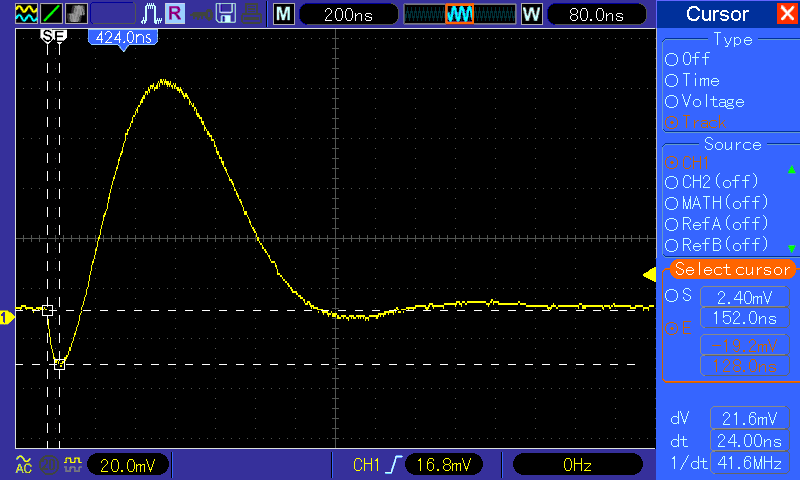 R M 200ns W 80.0ns
Cursor
SE
424.0ns
Type
Off
Time
Voltage
Track
Source
CH1
CH2(off)
MATH(off)
RefA(off)
RefB(off)
Select cursor
S 2.40mV
152.0ns
E -19.2mV
128.0ns
1
dV 21.6mV
dt 24.00ns
1/dt 41.6MHz
AC 20.0mV
CH1 16.8mV
0Hz